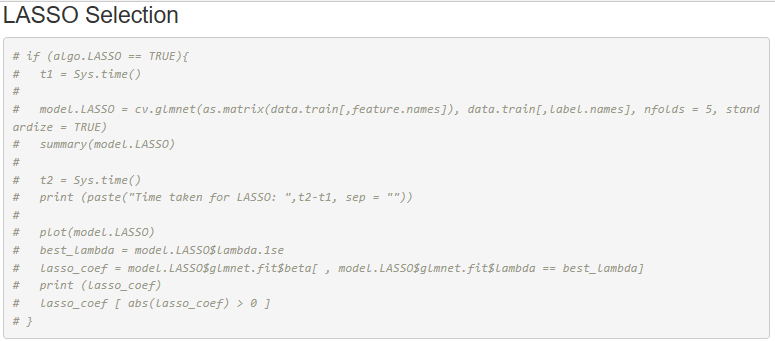 LASSO Selection
# if (algo.LASSO == TRUE){
#   t1 = Sys.time()
#
#   model.LASSO = cv.glmnet(as.matrix(data.train[,feature.names]), data.train[,label.names], nfolds = 5, stand
ardize = TRUE)
#   summary(model.LASSO)
#
#   t2 = Sys.time()
#   print (paste("Time taken for LASSO: ",t2-t1, sep = ""))
#
#   plot(model.LASSO)
#   best_lambda = model.LASSO$lambda.1se
#   lasso_coef = model.LASSO$glmnet.fit$beta[ , model.LASSO$glmnet.fit$lambda == best_lambda]
#   print (lasso_coef)
#   lasso_coef [ abs(lasso_coef) > 0 ]
# }